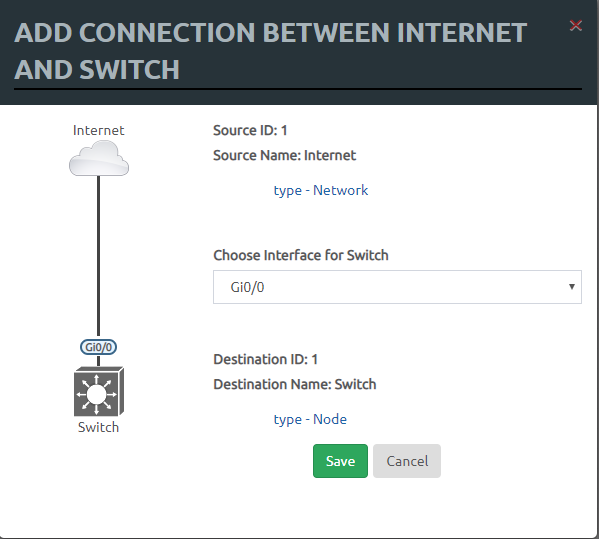 ADD CONNECTION BETWEEN INTERNET
AND SWITCH
Internet
Gi0/0
Switch
Source ID: 1
Source Name: Internet
type - Network
Choose Interface for Switch
Gi0/0
Destination ID: 1
Destination Name: Switch
type - Node
Save
Cancel